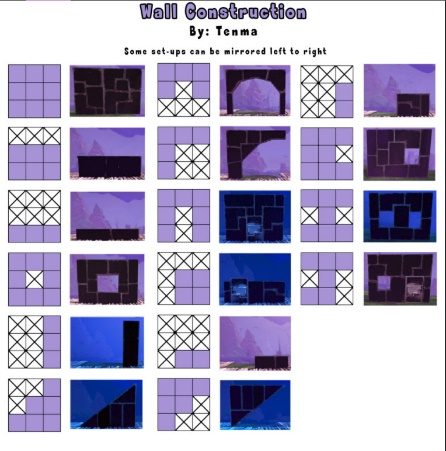 Wall Construction
By: Tenma
Some set-ups can be mirrored left to right